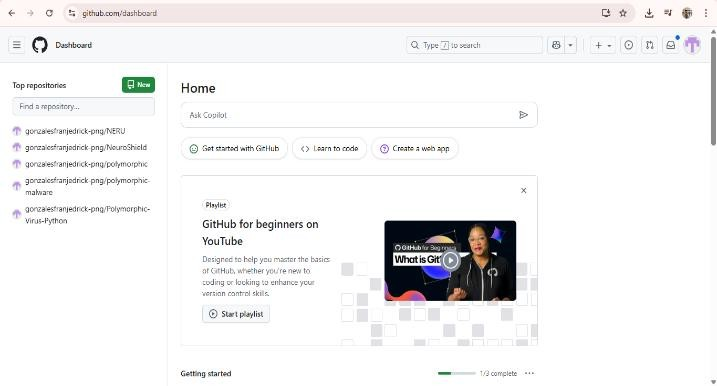 github.com/dashboard
Dashboard
Type / to search
Top repositories
New
Find a repository...
gonzalesfranjedrick-png/NERU
gonzalesfranjedrick-png/NeuroShield
gonzalesfranjedrick-png/polymorphic
gonzalesfranjedrick-png/polymorphic-
malware
gonzalesfranjedrick-png/Polymorphic-
Virus-Python
Home
Ask Copilot
Get started with GitHub
Learn to code
Create a web app
Playlist
GitHub for beginners on
YouTube
Designed to help you master the basics
of GitHub, whether you're new to
coding or looking to enhance your
version control skills.
Start playlist
GitHub for Beginners
What is Git?
Getting started
1/3 complete